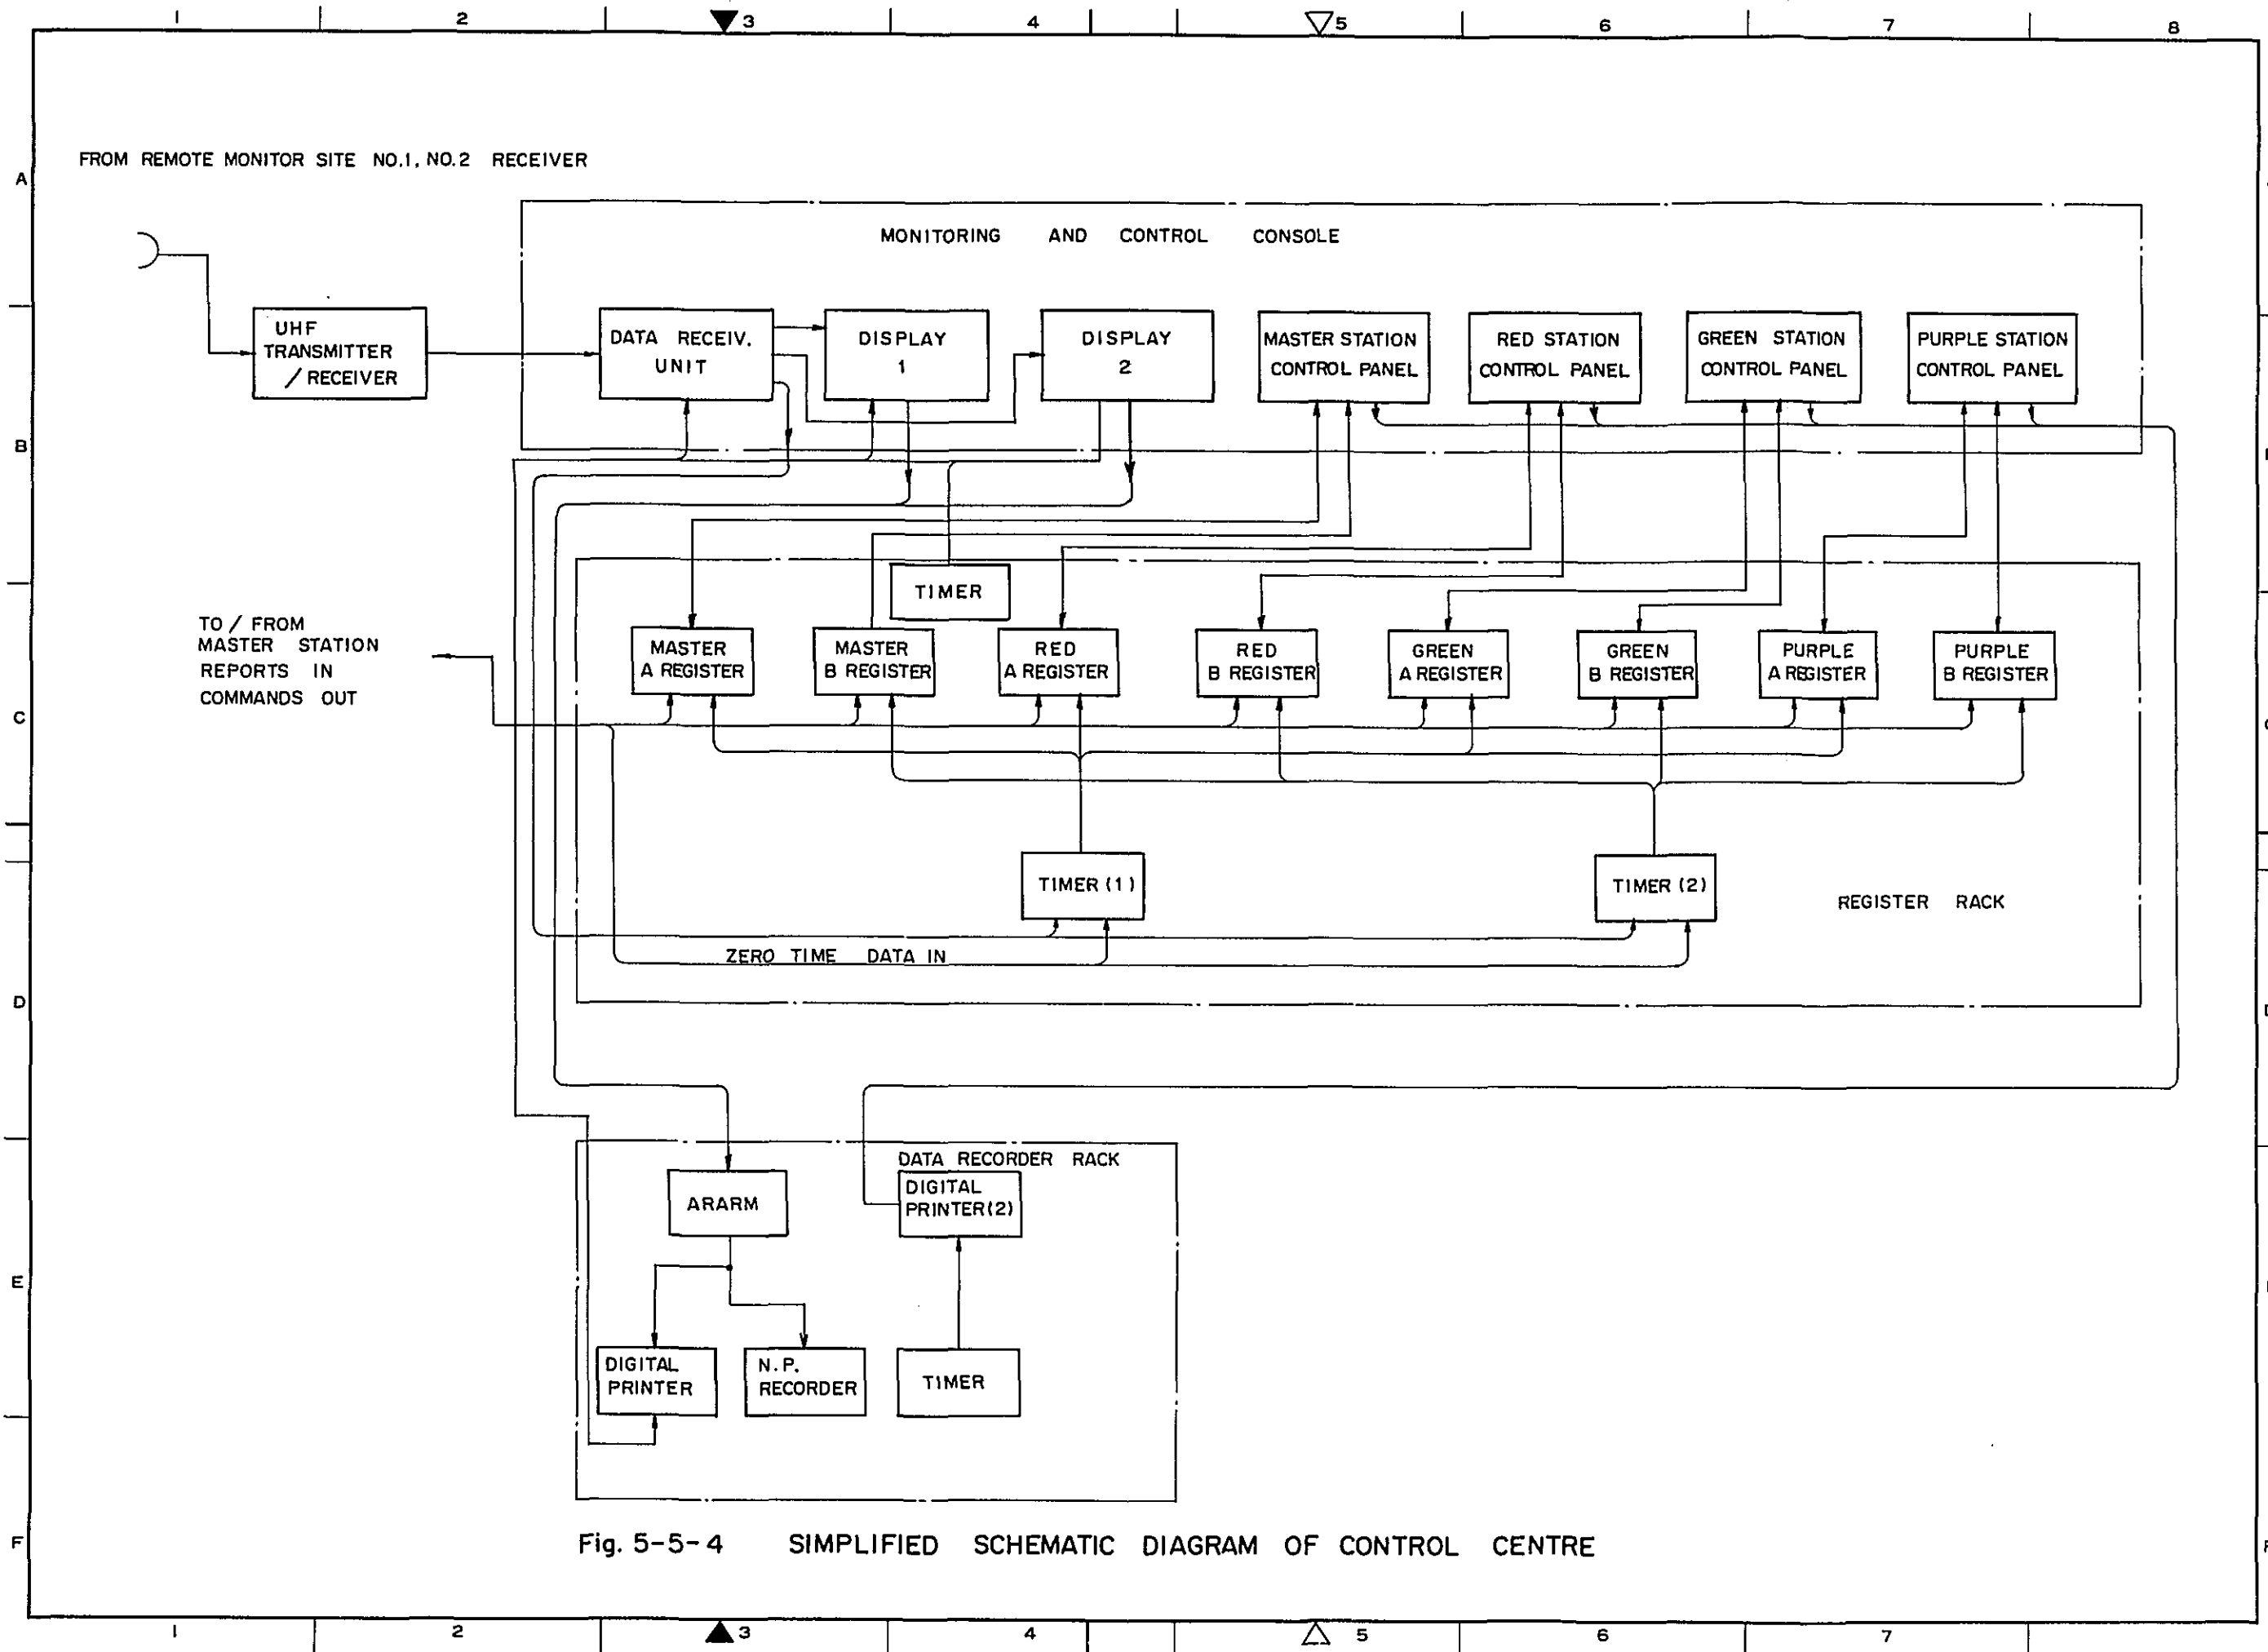 1 2 3 4 5 6 7 8
FROM REMOTE MONITOR SITE NO.1, NO.2 RECEIVER
A
MONITORING AND CONTROL CONSOLE
UHF
TRANSMITTER
/ RECEIVER
DATA RECEIV.
UNIT
DISPLAY
1
DISPLAY
2
MASTER STATION
CONTROL PANEL
RED STATION
CONTROL PANEL
GREEN STATION
CONTROL PANEL
PURPLE STATION
CONTROL PANEL
B
TIMER
TO / FROM
MASTER STATION
REPORTS IN
COMMANDS OUT
MASTER
A REGISTER
MASTER
B REGISTER
RED
A REGISTER
RED
B REGISTER
GREEN
A REGISTER
GREEN
B REGISTER
PURPLE
A REGISTER
PURPLE
B REGISTER
C
TIMER (1)
TIMER (2)
REGISTER RACK
ZERO TIME DATA IN
D
DATA RECORDER RACK
ARARM
DIGITAL
PRINTER(2)
E
DIGITAL
PRINTER
N.P.
RECORDER
TIMER
F
Fig. 5-5-4 SIMPLIFIED SCHEMATIC DIAGRAM OF CONTROL CENTRE
1 2 3 4 5 6 7